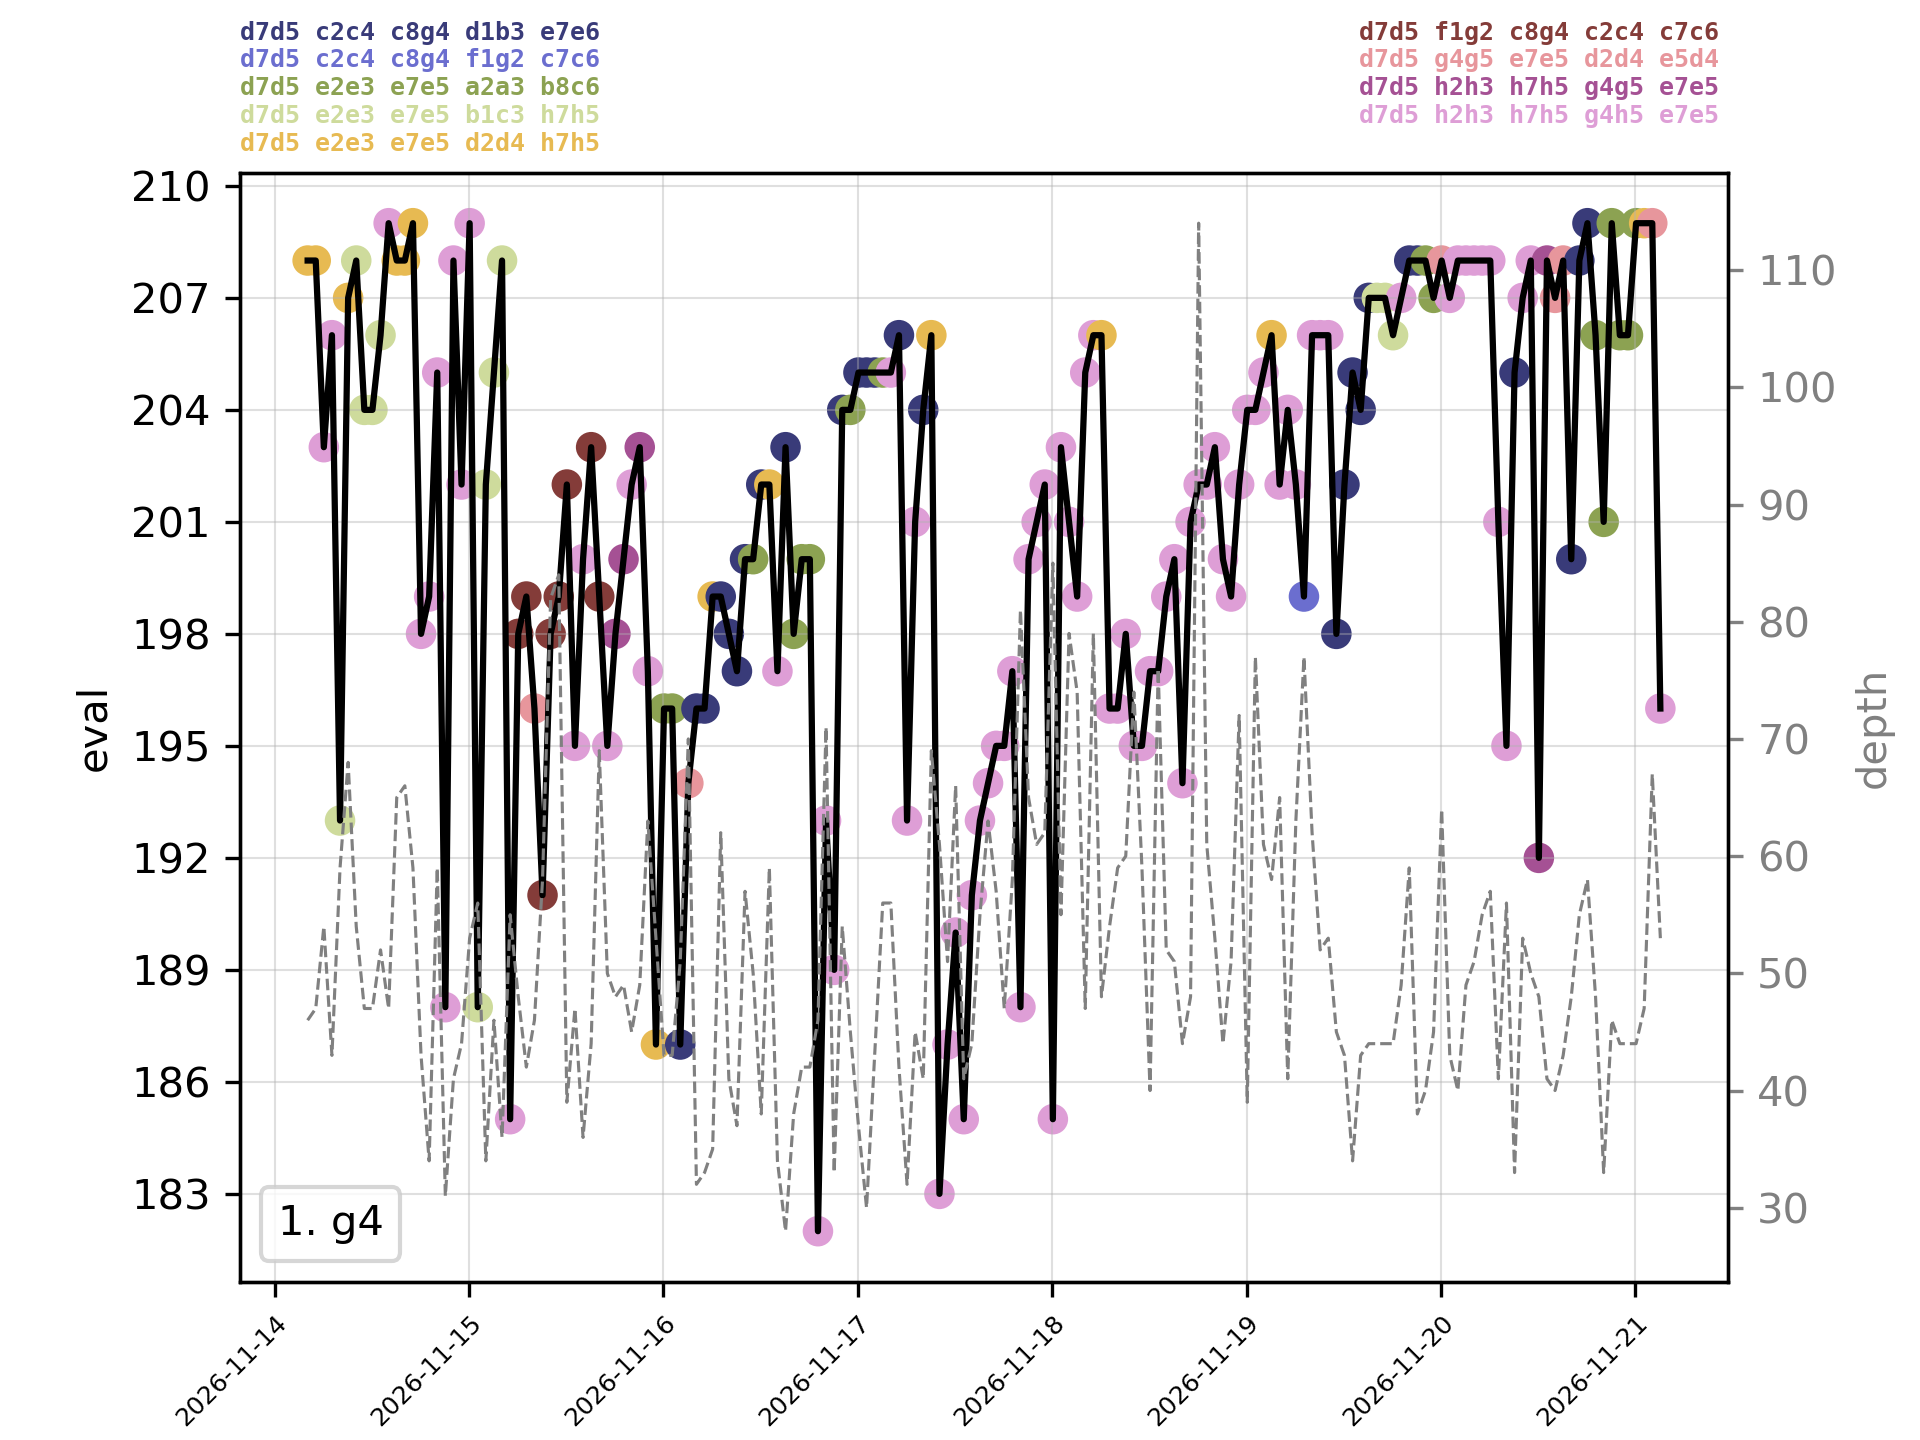 d7d5 c2c4 c8g4 d1b3 e7e6
d7d5 c2c4 c8g4 f1g2 c7c6
d7d5 e2e3 e7e5 a2a3 b8c6
d7d5 e2e3 e7e5 b1c3 h7h5
d7d5 e2e3 e7e5 d2d4 h7h5
d7d5 f1g2 c8g4 c2c4 c7c6
d7d5 g4g5 e7e5 d2d4 e5d4
d7d5 h2h3 h7h5 g4g5 e7e5
d7d5 h2h3 h7h5 g4h5 e7e5
210
207
204
201
198
195
192
189
186
183
eval
110
100
90
80
70
60
50
40
30
depth
1. g4
2026-11-14
2026-11-15
2026-11-16
2026-11-17
2026-11-18
2026-11-19
2026-11-20
2026-11-21